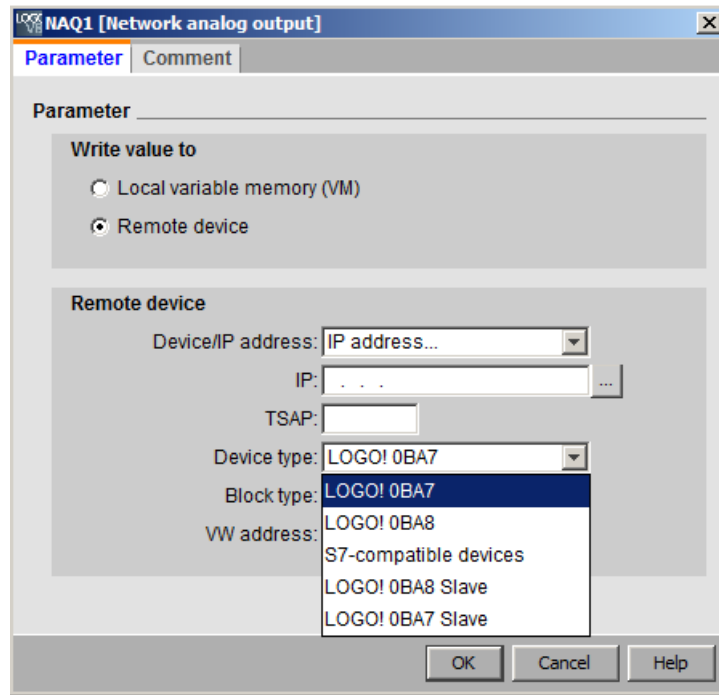 NAQ1 [Network analog output]
Parameter Comment
Parameter
Write value to
Local variable memory (VM)
Remote device
Remote device
Device/IP address: IP address...
IP: . . . ...
TSAP:
Device type: LOGO! 0BA7
Block type: LOGO! 0BA7
LOGO! 0BA8
VW address:
S7-compatible devices
LOGO! 0BA8 Slave
LOGO! 0BA7 Slave
OK Cancel Help